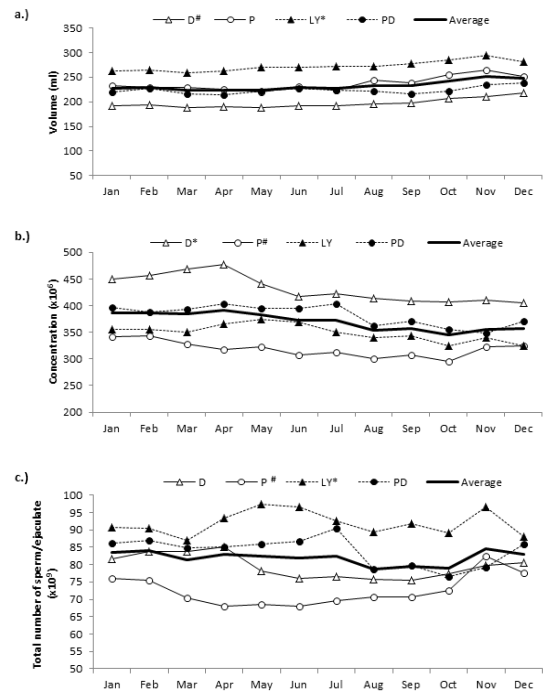 a.)
D# P LY* PD Average
Volume (ml)
350
300
250
200
150
100
50
Jan Feb Mar Apr May Jun Jul Aug Sep Oct Nov Dec
b.)
D* P# LY PD Average
Concentration (x10⁶)
500
450
400
350
300
250
200
Jan Feb Mar Apr May Jun Jul Aug Sep Oct Nov Dec
c.)
D P # LY* PD Average
Total number of sperm/ejaculate
(x10⁹)
100
95
90
85
80
75
70
65
60
55
50
Jan Feb Mar Apr May Jun Jul Aug Sep Oct Nov Dec